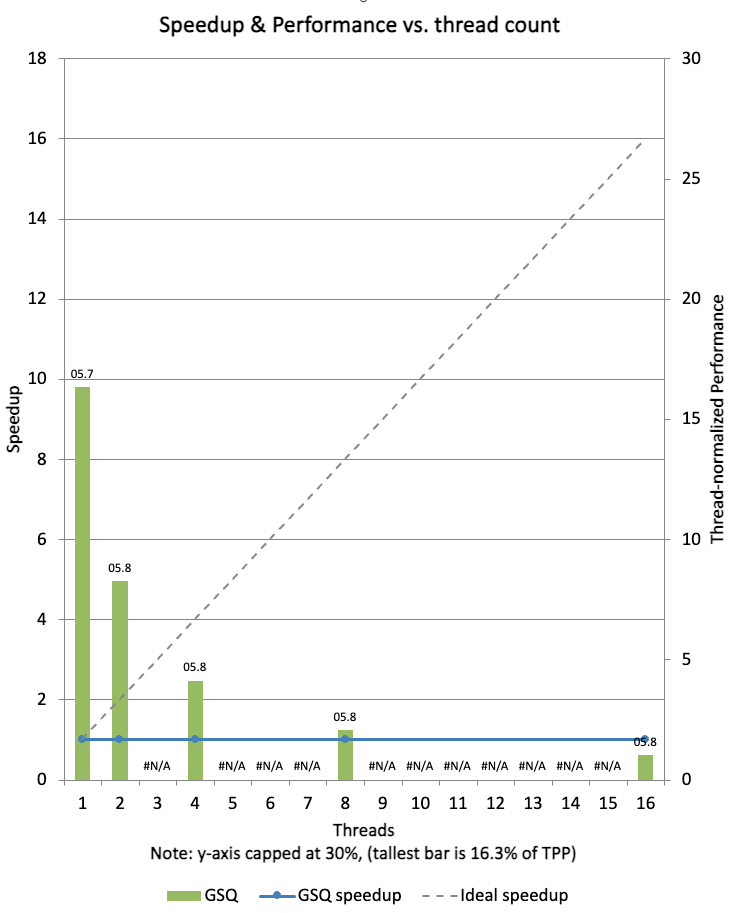 Speedup & Performance vs. thread count
18
16
14
12
10
8
6
4
2
0
Speedup
30
25
20
15
10
5
0
Thread-normalized Performance
05.7
05.8
05.8
05.8
05.8
#N/A #N/A #N/A #N/A #N/A #N/A #N/A #N/A #N/A #N/A #N/A
1 2 3 4 5 6 7 8 9 10 11 12 13 14 15 16
Threads
Note: y-axis capped at 30%, (tallest bar is 16.3% of TPP)
GSQ GSQ speedup Ideal speedup